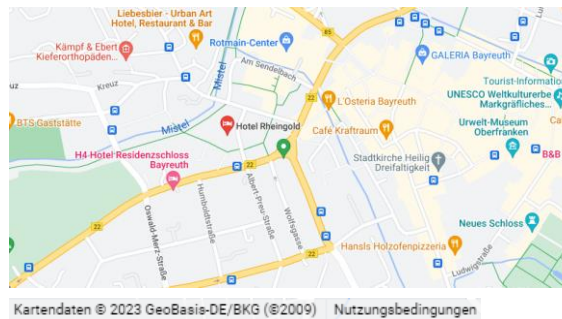 Liebesbier - Urban Art
Hotel, Restaurant & Bar
Rotmain-Center
85
GALERIA Bayreuth
Kämpf & Ebert
Kieferorthopäden...
Mistel
Am Sendelbach
Kreuz
Tourist-Information
UNESCO Weltkulturerbe
Markgräfliches...
22
L'Osteria Bayreuth
BTS Gaststätte
Mistel
Hotel Rheingold
Cafe Kraftraum
Urwelt-Museum
Oberfranken
H4 Hotel Residenzschloss
Bayreuth
22
Stadtkirche Heilig
Dreifaltigkeit
B&B
Oswald-Merz-Straße
Humboldtstraße
Albert-Preu-Straße
Wolfsgasse
22
22
Neues Schloss
Hansls Holzofenpizzeria
Ludwigstraße
Kartendaten © 2023 GeoBasis-DE/BKG (©2009) Nutzungsbedingungen